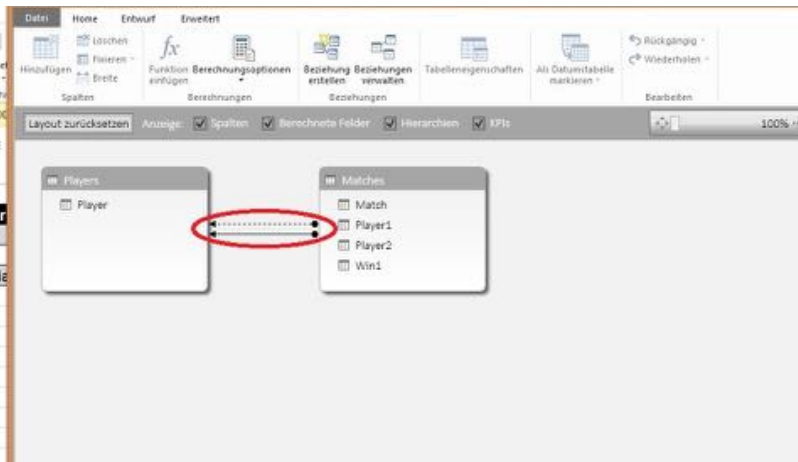 Datei Home Entwurf Erweitert
Löschen
Fixieren
Breite
Hinzufügen
Funktion einfügen
Berechnungsoptionen
Beziehung erstellen
Beziehungen verwalten
Tabelleneigenschaften
Als Datumstabelle markieren
Rückgängig
Wiederholen
Spalten Berechnungen Beziehungen Bearbeiten
Layout zurücksetzen Anzeige: Spalten Berechnete Felder Hierarchien KPIs 100%
Players Matches
Player Match
Player1
Player2
Win1